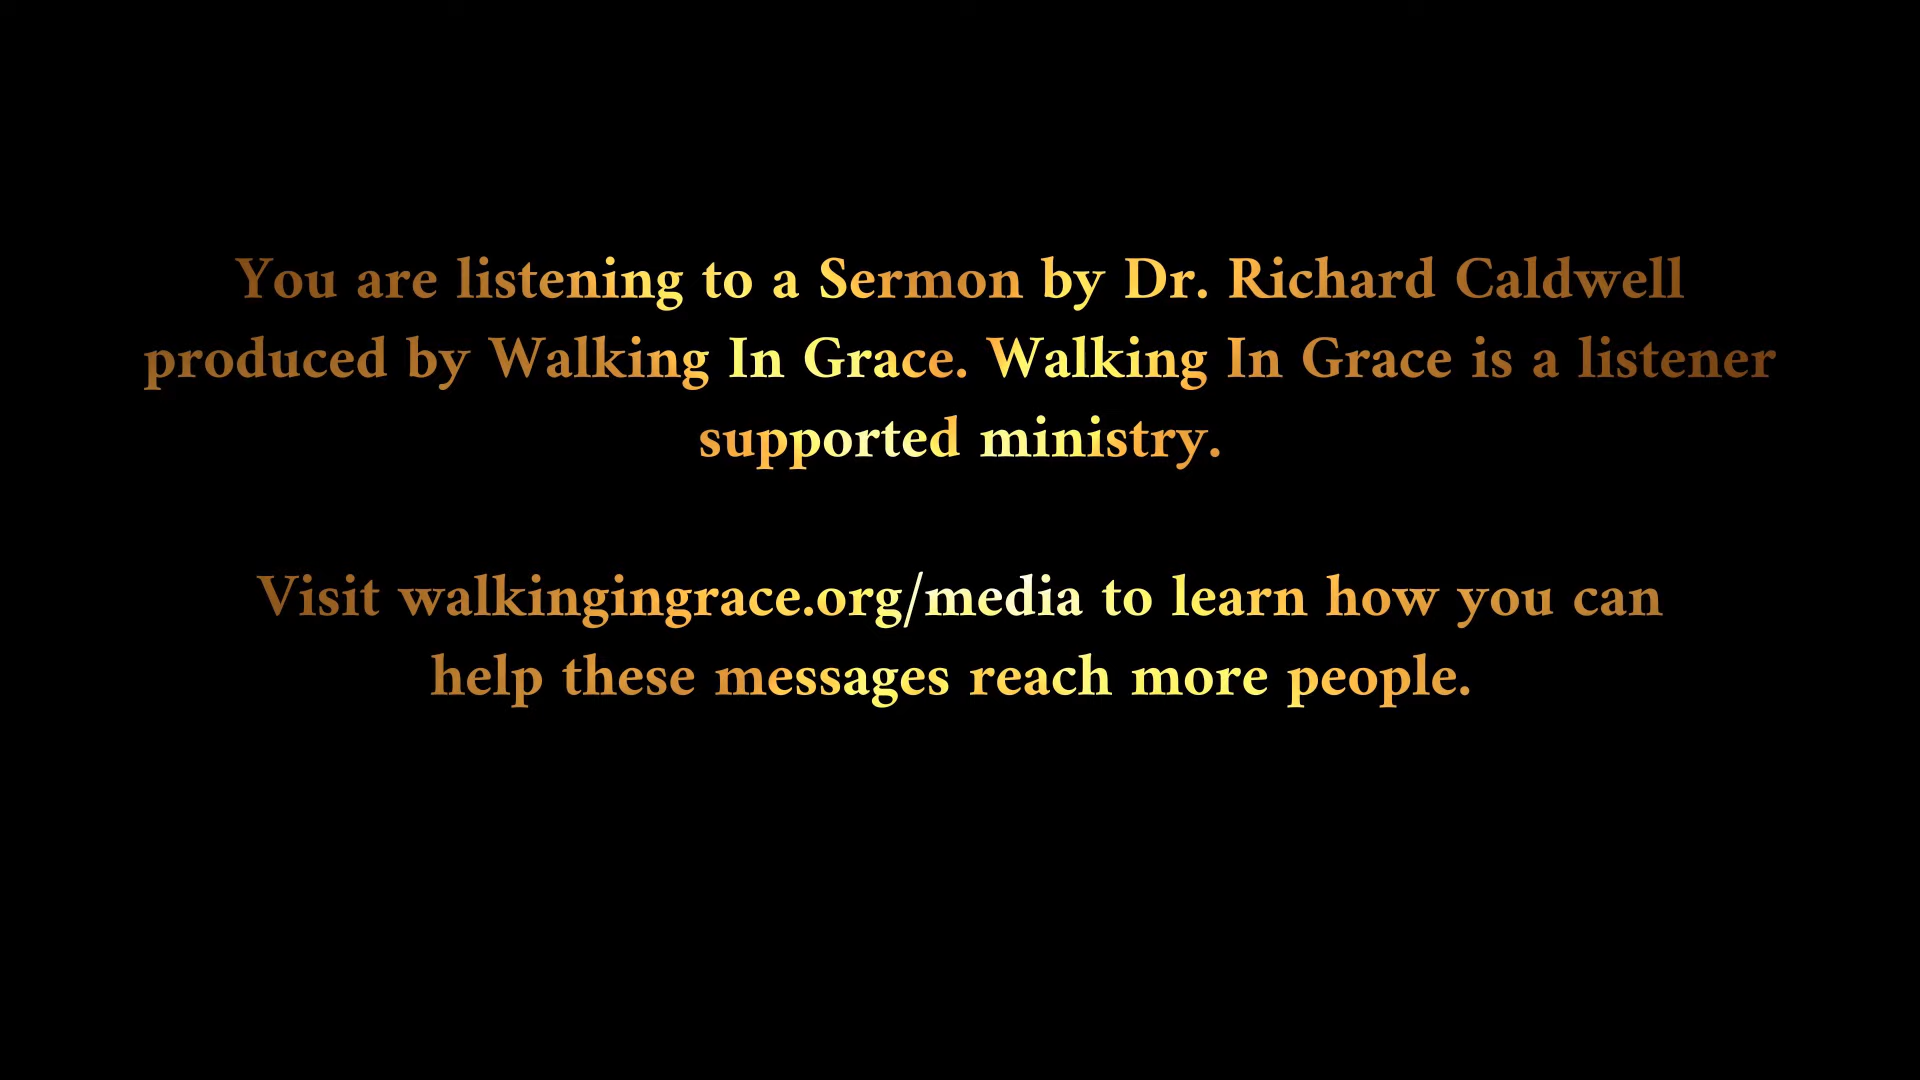 You are listening to a Sermon by Dr. Richard Caldwell
produced by Walking In Grace. Walking In Grace is a listener
supported ministry.
Visit walkingingrace.org/media to learn how you can
help these messages reach more people.